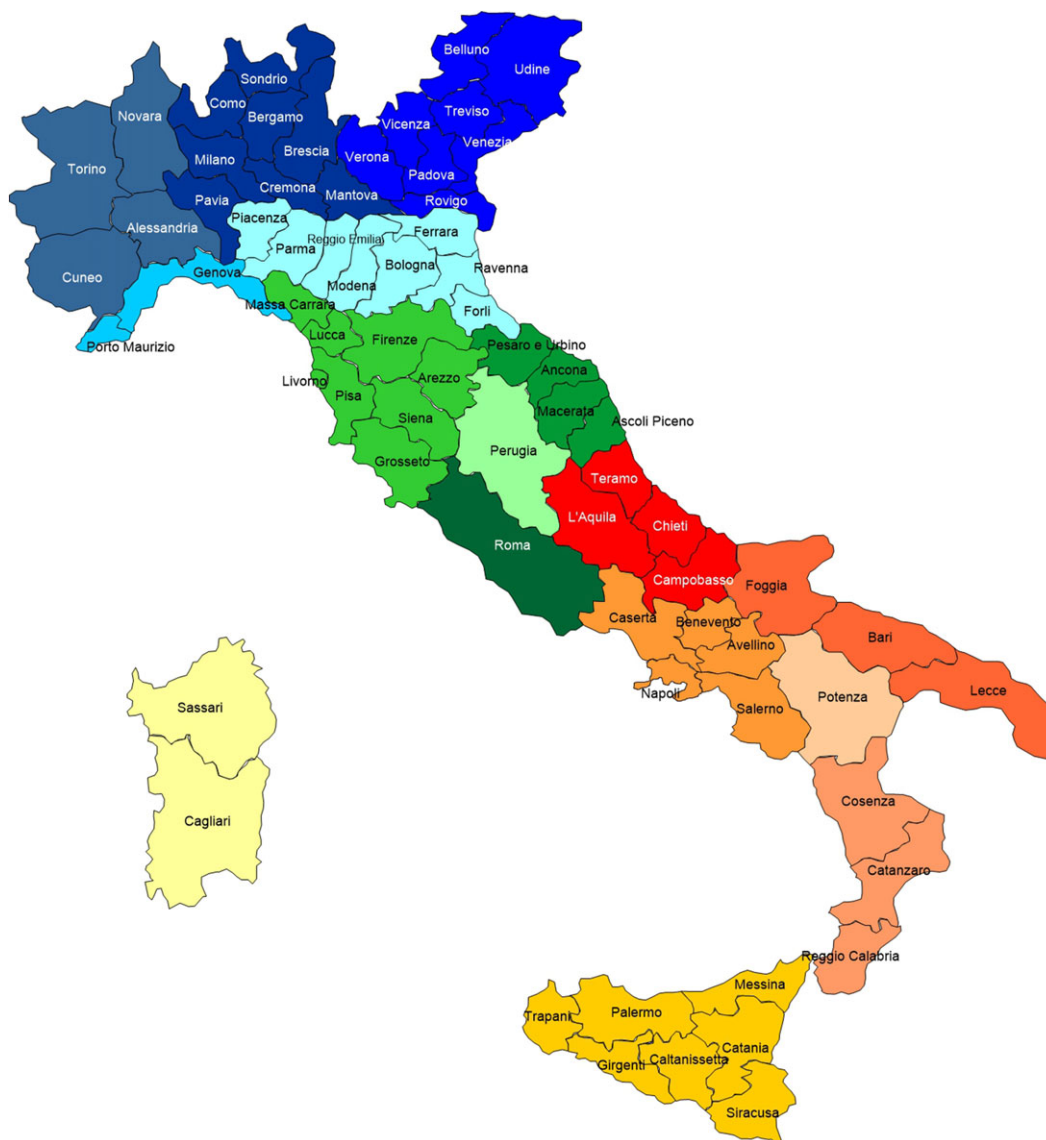 Belluno
Udine
Sondrio
Como
Novara
Bergamo
Treviso
Vicenza
Venezia
Brescia
Verona
Milano
Torino
Padova
Cremona
Mantova
Pavia
Rovigo
Piacenza
Alessandria
Ferrara
Reggio Emilia
Parma
Bologna
Ravenna
Genova
Cuneo
Modena
Massa Carrara
Forlì
Lucca
Firenze
Pesaro e Urbino
Porto Maurizio
Ancona
Arezzo
Livorno
Pisa
Macerata
Ascoli Piceno
Siena
Perugia
Grosseto
Teramo
L'Aquila
Chieti
Roma
Campobasso
Foggia
Caserta
Benevento
Bari
Avellino
Lecce
Napoli
Potenza
Sassari
Salerno
Cosenza
Cagliari
Catanzaro
Reggio Calabria
Messina
Trapani
Palermo
Catania
Girgenti
Caltanissetta
Siracusa